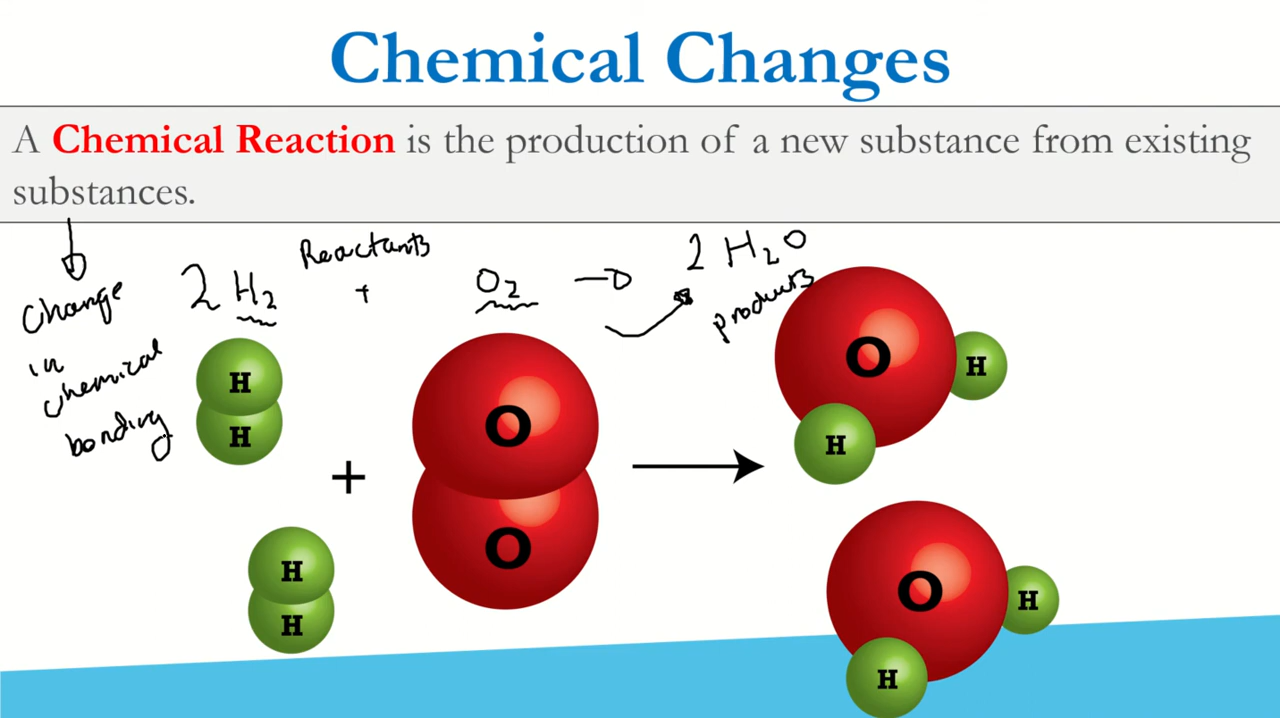 Chemical Changes
A Chemical Reaction is the production of a new substance from existing
substances.
Change
in
chemical
bonding
Reactants
2 H₂ + O₂ → 2 H₂O
products
H
H
+
O
O
O
H
H
H
H
O
H
H